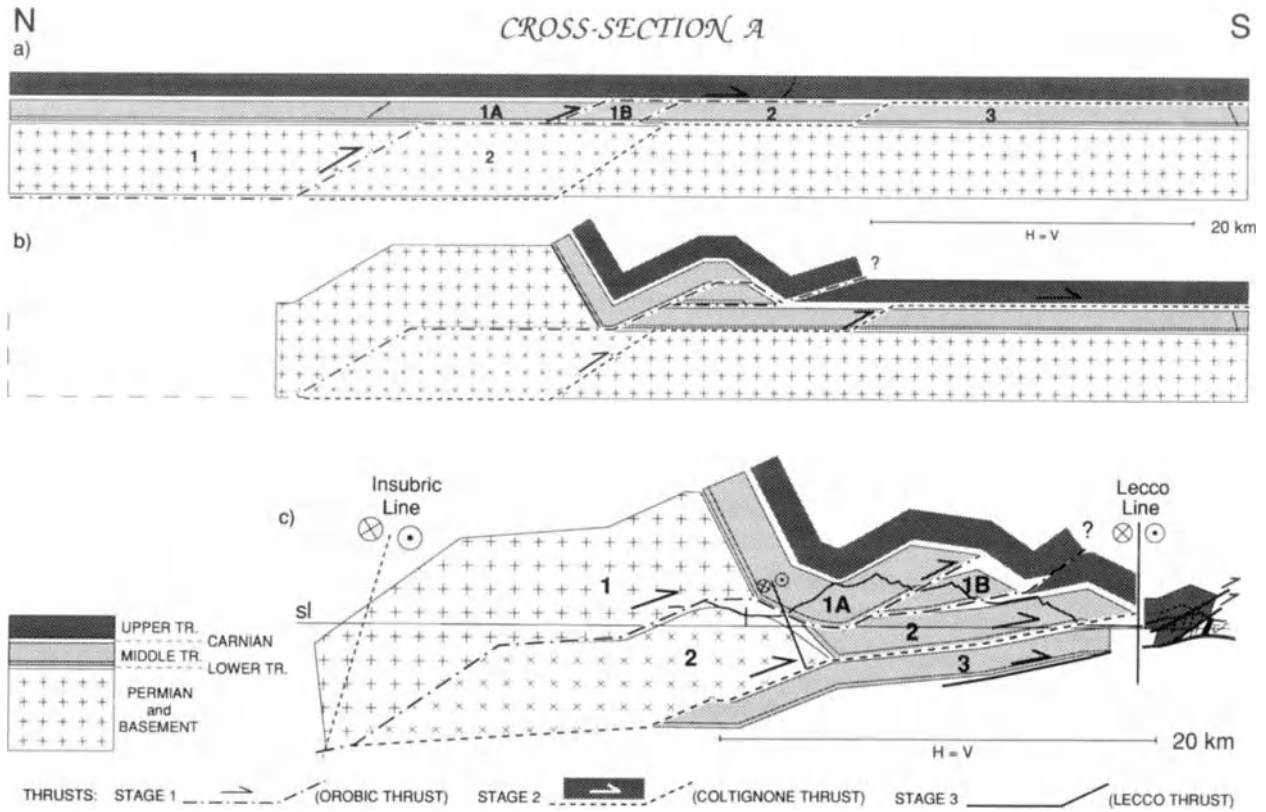 N
CROSS-SECTION A
S
a)
1A
1B
2
3
1
2
20 km
H = V
b)
?
Insubric
Line
Lecco
Line
c)
?
1
1B
1A
sl
2
2
3
UPPER TR.
CARNIAN
MIDDLE TR.
LOWER TR.
PERMIAN
and
BASEMENT
H = V
20 km
THRUSTS: STAGE 1 (OROBIC THRUST) STAGE 2 (COLTIGNONE THRUST) STAGE 3 (LECCO THRUST)